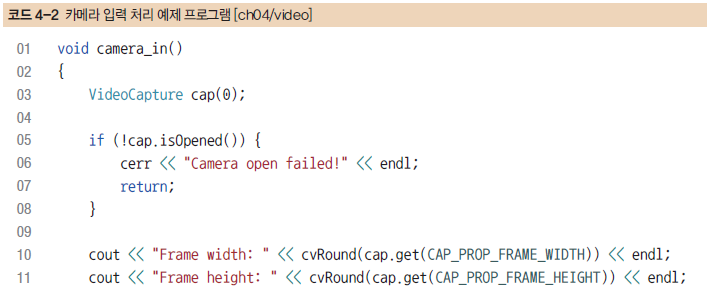 코드 4-2 카메라 입력 처리 예제 프로그램 [ch04/video]
01 void camera_in()
02 {
03     VideoCapture cap(0);
04
05     if (!cap.isOpened()) {
06         cerr << "Camera open failed!" << endl;
07         return;
08     }
09
10     cout << "Frame width: " << cvRound(cap.get(CAP_PROP_FRAME_WIDTH)) << endl;
11     cout << "Frame height: " << cvRound(cap.get(CAP_PROP_FRAME_HEIGHT)) << endl;